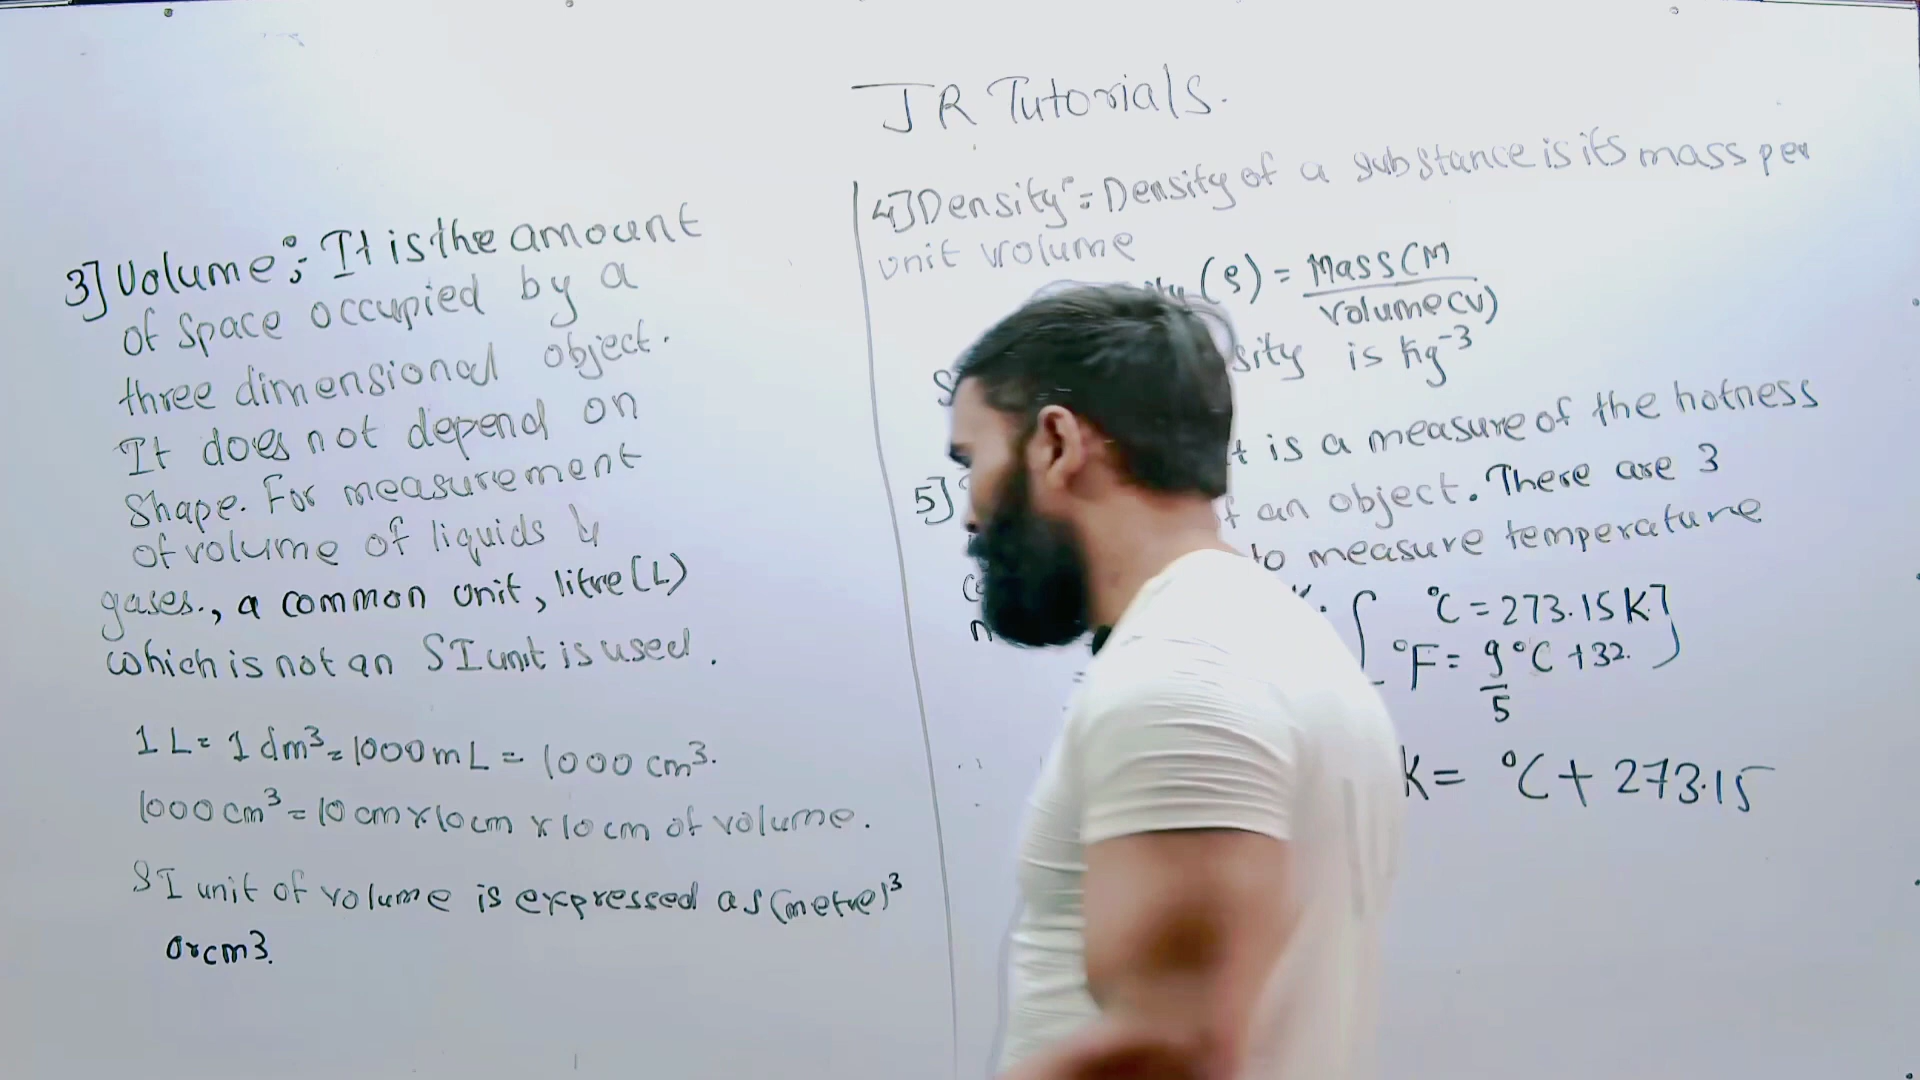 JR Tutorials.
3] Volume: It is the amount
of space occupied by a
three dimensional object.
It does not depend on
Shape. For measurement
of volume of liquids &
gases., a common unit, litre (L)
which is not an SI unit is used.
1 L = 1 dm³ = 1000 mL = 1000 cm³.
1000 cm³ = 10 cm x 10 cm x 10 cm of volume.
SI unit of volume is expressed as (metre)³
or cm3.
4] Density := Density of a substance is its mass per
unit volume
(ρ) = Mass (M
Volume (V)
is kg⁻³
5]
is a measure of the hotness
an object. There are 3
to measure temperature
°C = 273.15 K]
°F = 9 °C + 32.
5
K = °C + 273.15